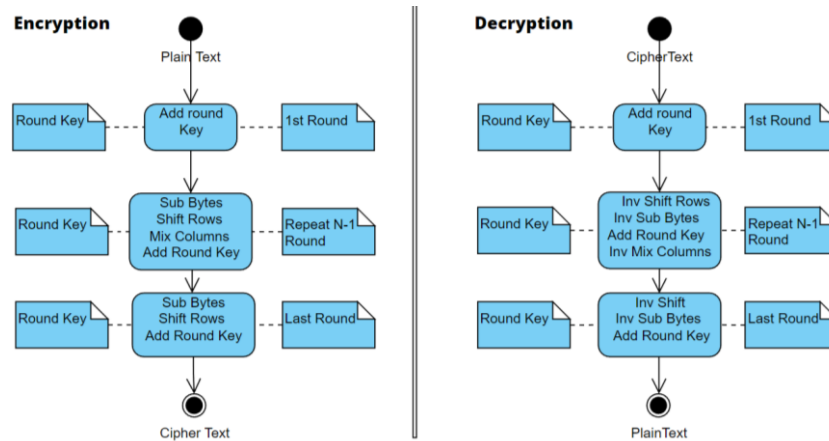 Encryption
Plain Text
Round Key
Add round
Key
1st Round
Round Key
Sub Bytes
Shift Rows
Mix Columns
Add Round Key
Repeat N-1
Round
Round Key
Sub Bytes
Shift Rows
Add Round Key
Last Round
Cipher Text
Decryption
CipherText
Round Key
Add round
Key
1st Round
Round Key
Inv Shift Rows
Inv Sub Bytes
Add Round Key
Inv Mix Columns
Repeat N-1
Round
Round Key
Inv Shift
Inv Sub Bytes
Add Round Key
Last Round
PlainText